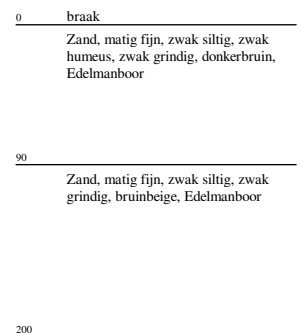 0 braak
Zand, matig fijn, zwak siltig, zwak
humeus, zwak grindig, donkerbruin,
Edelmanboor
90
Zand, matig fijn, zwak siltig, zwak
grindig, bruinbeige, Edelmanboor
200